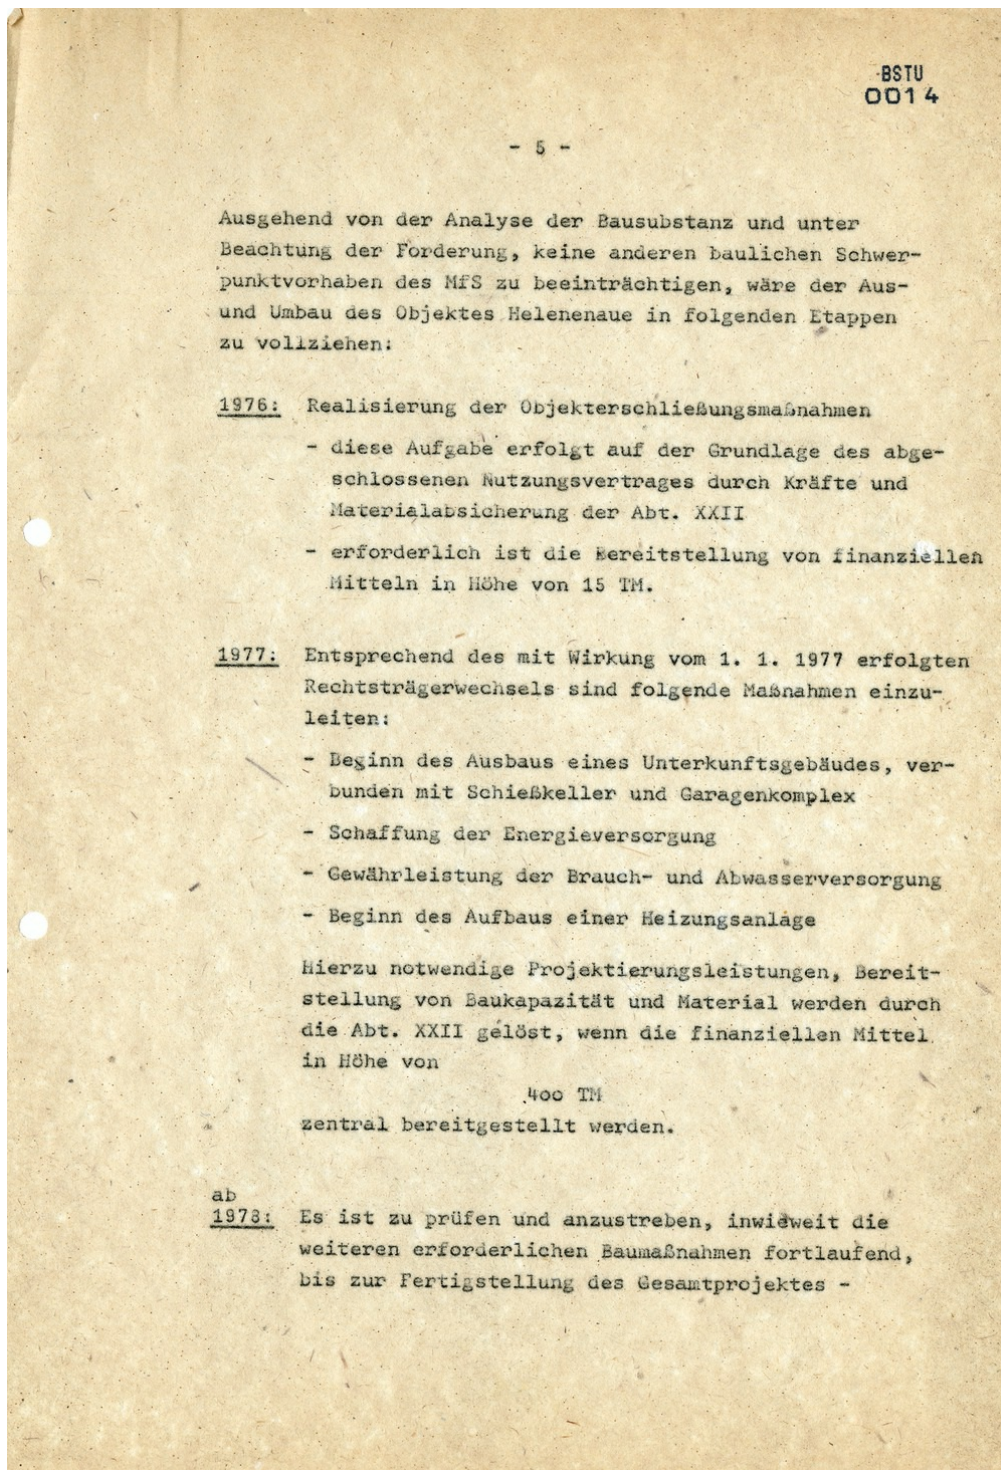 BSTU
0014
- 5 -
Ausgehend von der Analyse der Bausubstanz und unter
Beachtung der Forderung, keine anderen baulichen Schwer-
punktvorhaben des MfS zu beeinträchtigen, wäre der Aus-
und Umbau des Objektes Helenenaue in folgenden Etappen
zu vollziehen:
1976: Realisierung der Objekterschließungsmaßnahmen
- diese Aufgabe erfolgt auf der Grundlage des abge-
schlossenen Nutzungsvertrages durch Kräfte und
Materialabsicherung der Abt. XXII
- erforderlich ist die Bereitstellung von finanziellen
Mitteln in Höhe von 15 TM.
1977: Entsprechend des mit Wirkung vom 1. 1. 1977 erfolgten
Rechtsträgerwechsels sind folgende Maßnahmen einzu-
leiten:
- Beginn des Ausbaus eines Unterkunftsgebäudes, ver-
bunden mit Schießkeller und Garagenkomplex
- Schaffung der Energieversorgung
- Gewährleistung der Brauch- und Abwasserversorgung
- Beginn des Aufbaus einer Heizungsanlage
Hierzu notwendige Projektierungsleistungen, Bereit-
stellung von Baukapazität und Material werden durch
die Abt. XXII gelöst, wenn die finanziellen Mittel
in Höhe von
400 TM
zentral bereitgestellt werden.
ab
1978: Es ist zu prüfen und anzustreben, inwieweit die
weiteren erforderlichen Baumaßnahmen fortlaufend,
bis zur Fertigstellung des Gesamtprojektes -